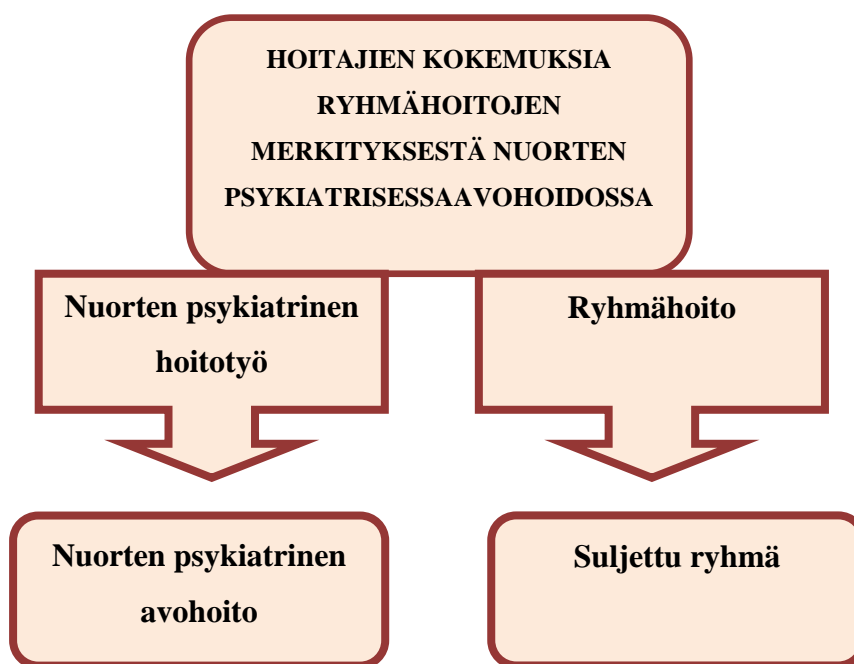 HOITAJIEN KOKEMUKSIA
RYHMÄHOITOJEN
MERKITYKSESTÄ NUORTEN
PSYKIATRISESSAAVOHOIDOSSA
Nuorten psykiatrinen
hoitotyö
Ryhmähoito
Nuorten psykiatrinen
avohoito
Suljettu ryhmä